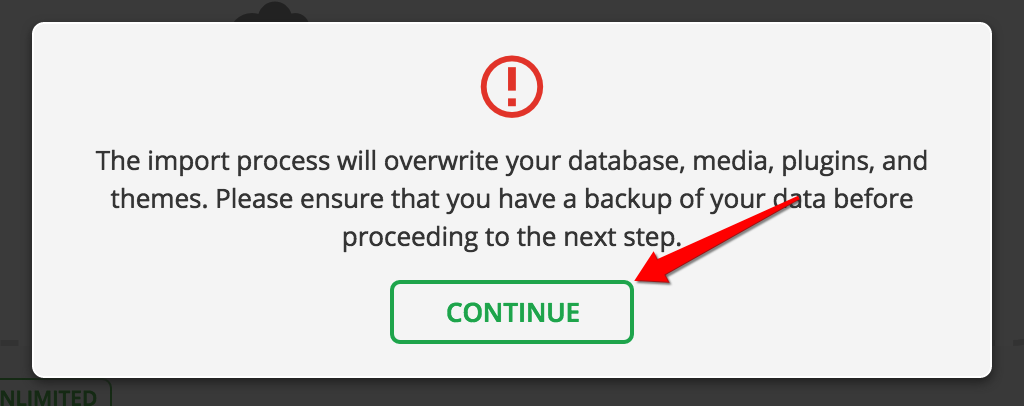 The import process will overwrite your database, media, plugins, and
themes. Please ensure that you have a backup of your data before
proceeding to the next step.
CONTINUE
NLIMITED